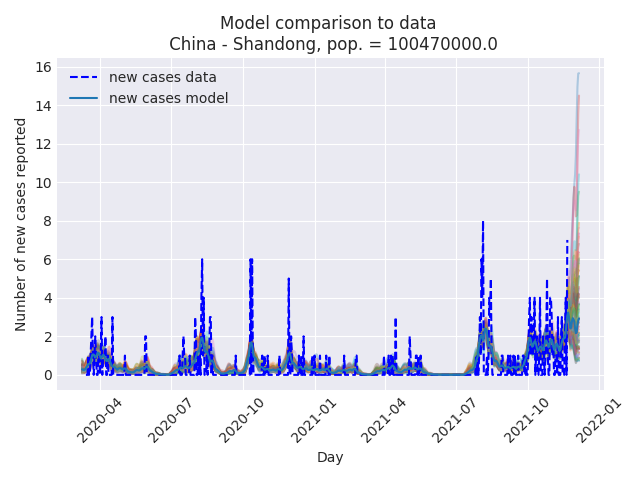 Model comparison to data
China - Shandong, pop. = 100470000.0
new cases data
new cases model
Number of new cases reported
16
14
12
10
8
6
4
2
0
2020-04
2020-07
2020-10
2021-01
2021-04
2021-07
2021-10
2022-01
Day